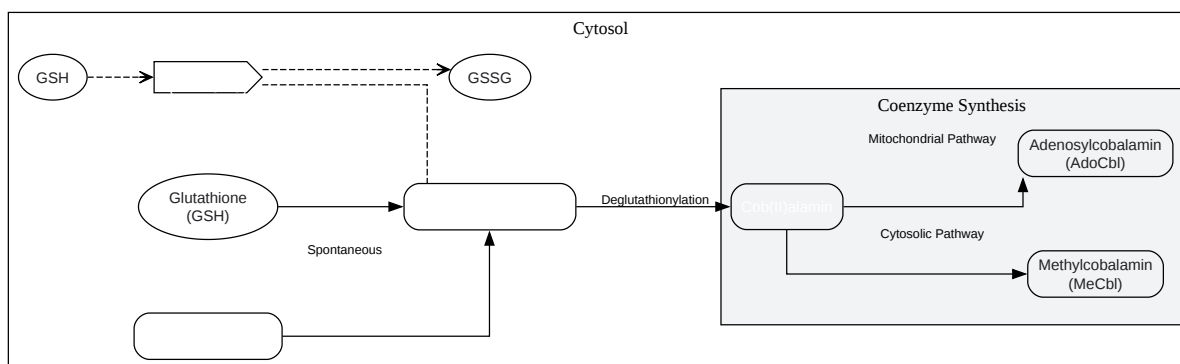 Cytosol
GSH
GSSG
Coenzyme Synthesis
Mitochondrial Pathway
Adenosylcobalamin
(AdoCbl)
Glutathione
(GSH)
Deglutathionylation
Cob(II)alamin
Spontaneous
Cytosolic Pathway
Methylcobalamin
(MeCbl)